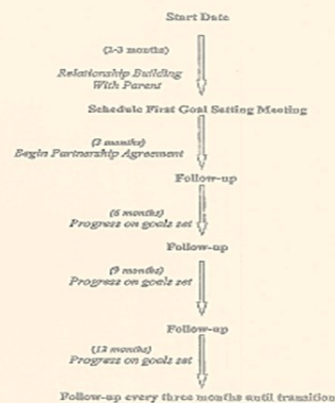 Start Date
(2-3 months)
Relationship Building
With Parent
Schedule First Goal Setting Meeting
(3 months)
Begin Partnership Agreement
Follow-up
(6 months)
Progress on goals set
Follow-up
(9 months)
Progress on goals set
Follow-up
(12 months)
Progress on goals set
Follow-up every three months until transition